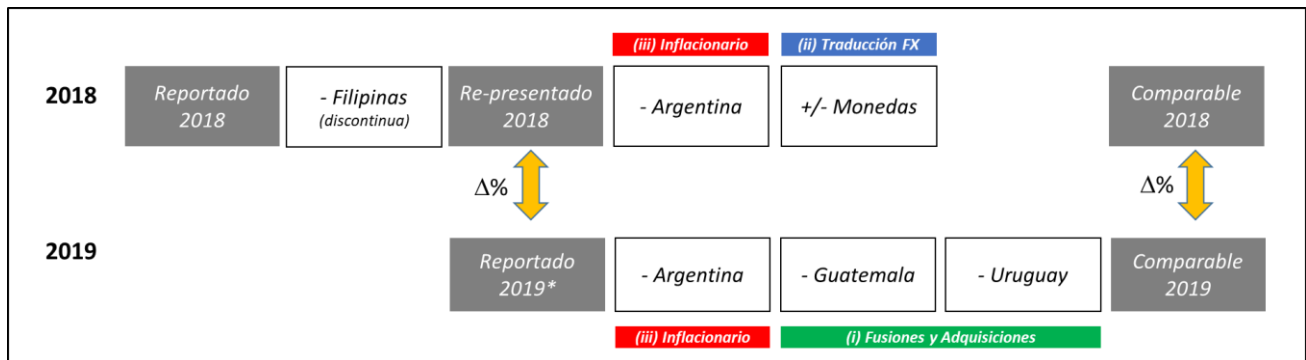 (iii) Inflacionario
(ii) Traducción FX
2018
Reportado
2018
- Filipinas
(discontinua)
Re-presentado
2018
- Argentina
+/- Monedas
Comparable
2018
Δ%
Δ%
2019
Reportado
2019*
- Argentina
- Guatemala
- Uruguay
Comparable
2019
(iii) Inflacionario
(i) Fusiones y Adquisiciones